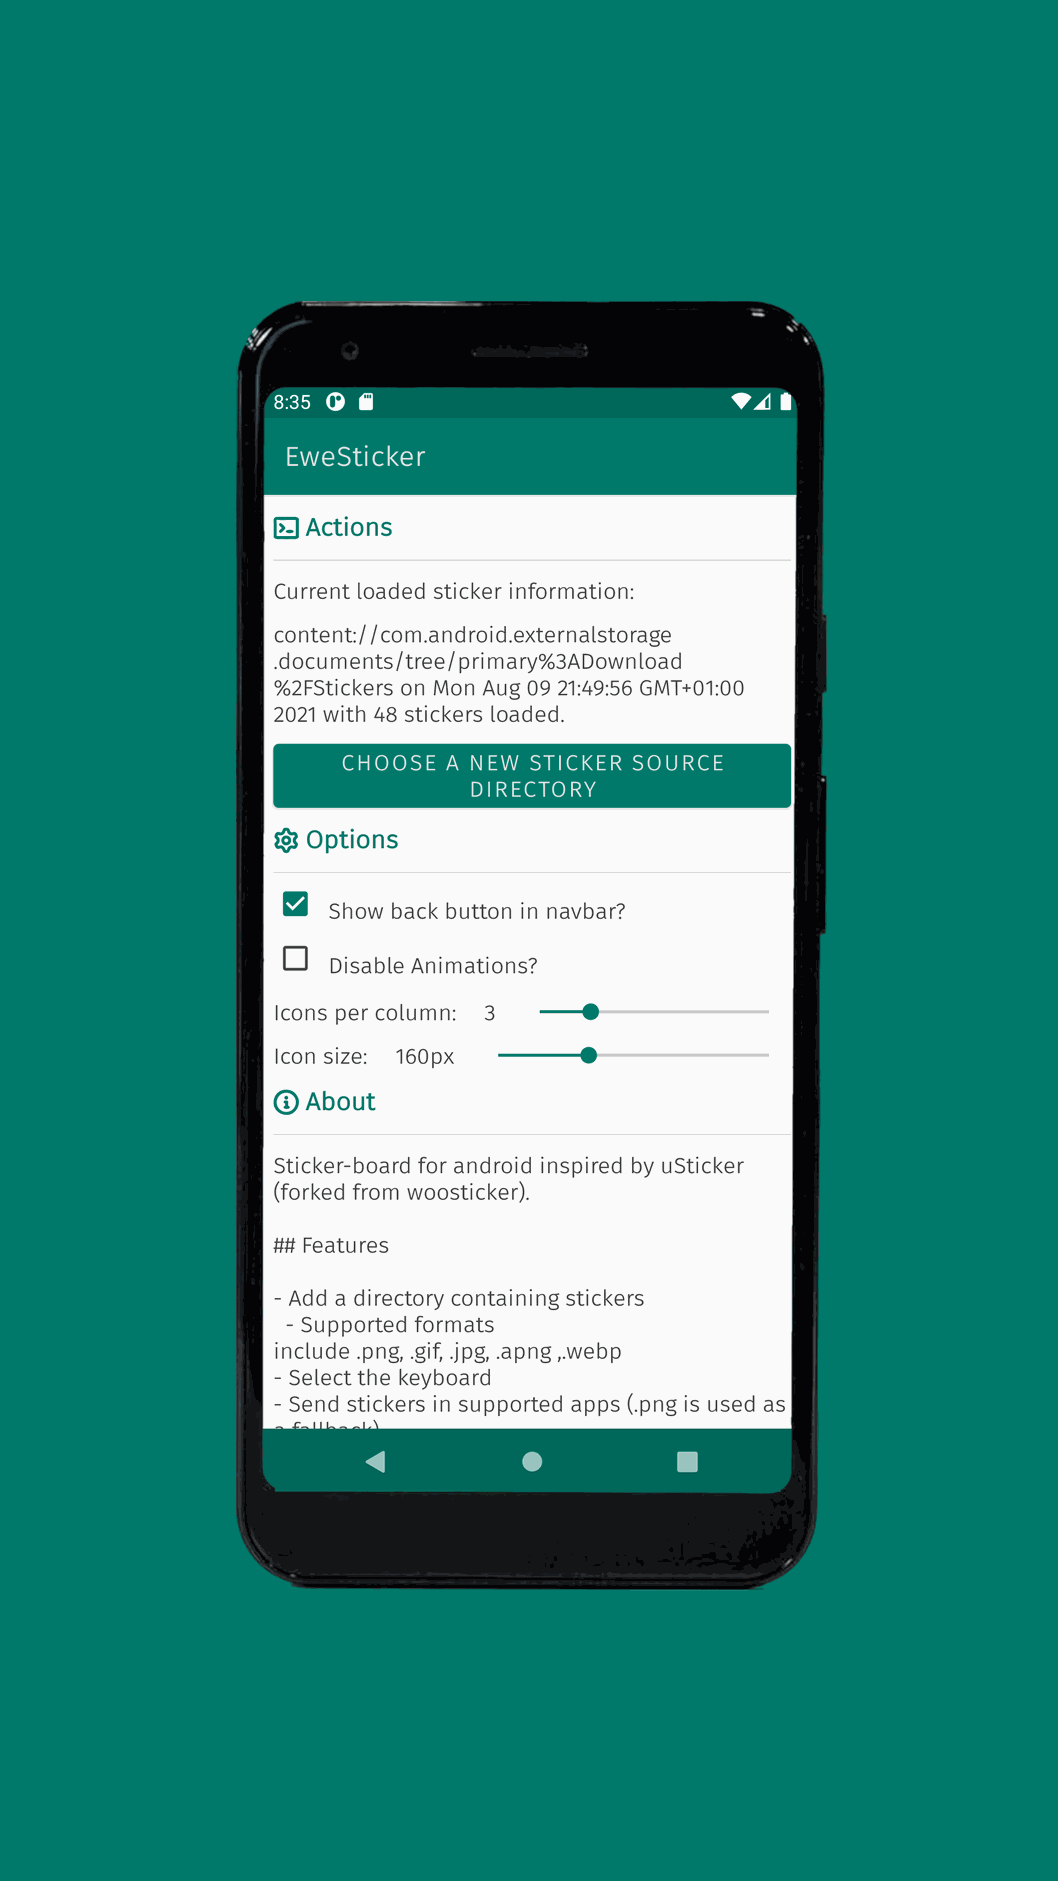 8:35
EweSticker
Actions
Current loaded sticker information:
content://com.android.externalstorage
.documents/tree/primary%3ADownload
%2FStickers on Mon Aug 09 21:49:56 GMT+01:00
2021 with 48 stickers loaded.
CHOOSE A NEW STICKER SOURCE
DIRECTORY
Options
Show back button in navbar?
Disable Animations?
Icons per column: 3
Icon size: 160px
About
Sticker-board for android inspired by uSticker
(forked from woosticker).
## Features
- Add a directory containing stickers
- Supported formats
include .png, .gif, .jpg, .apng ,.webp
- Select the keyboard
- Send stickers in supported apps (.png is used as
a fallback)